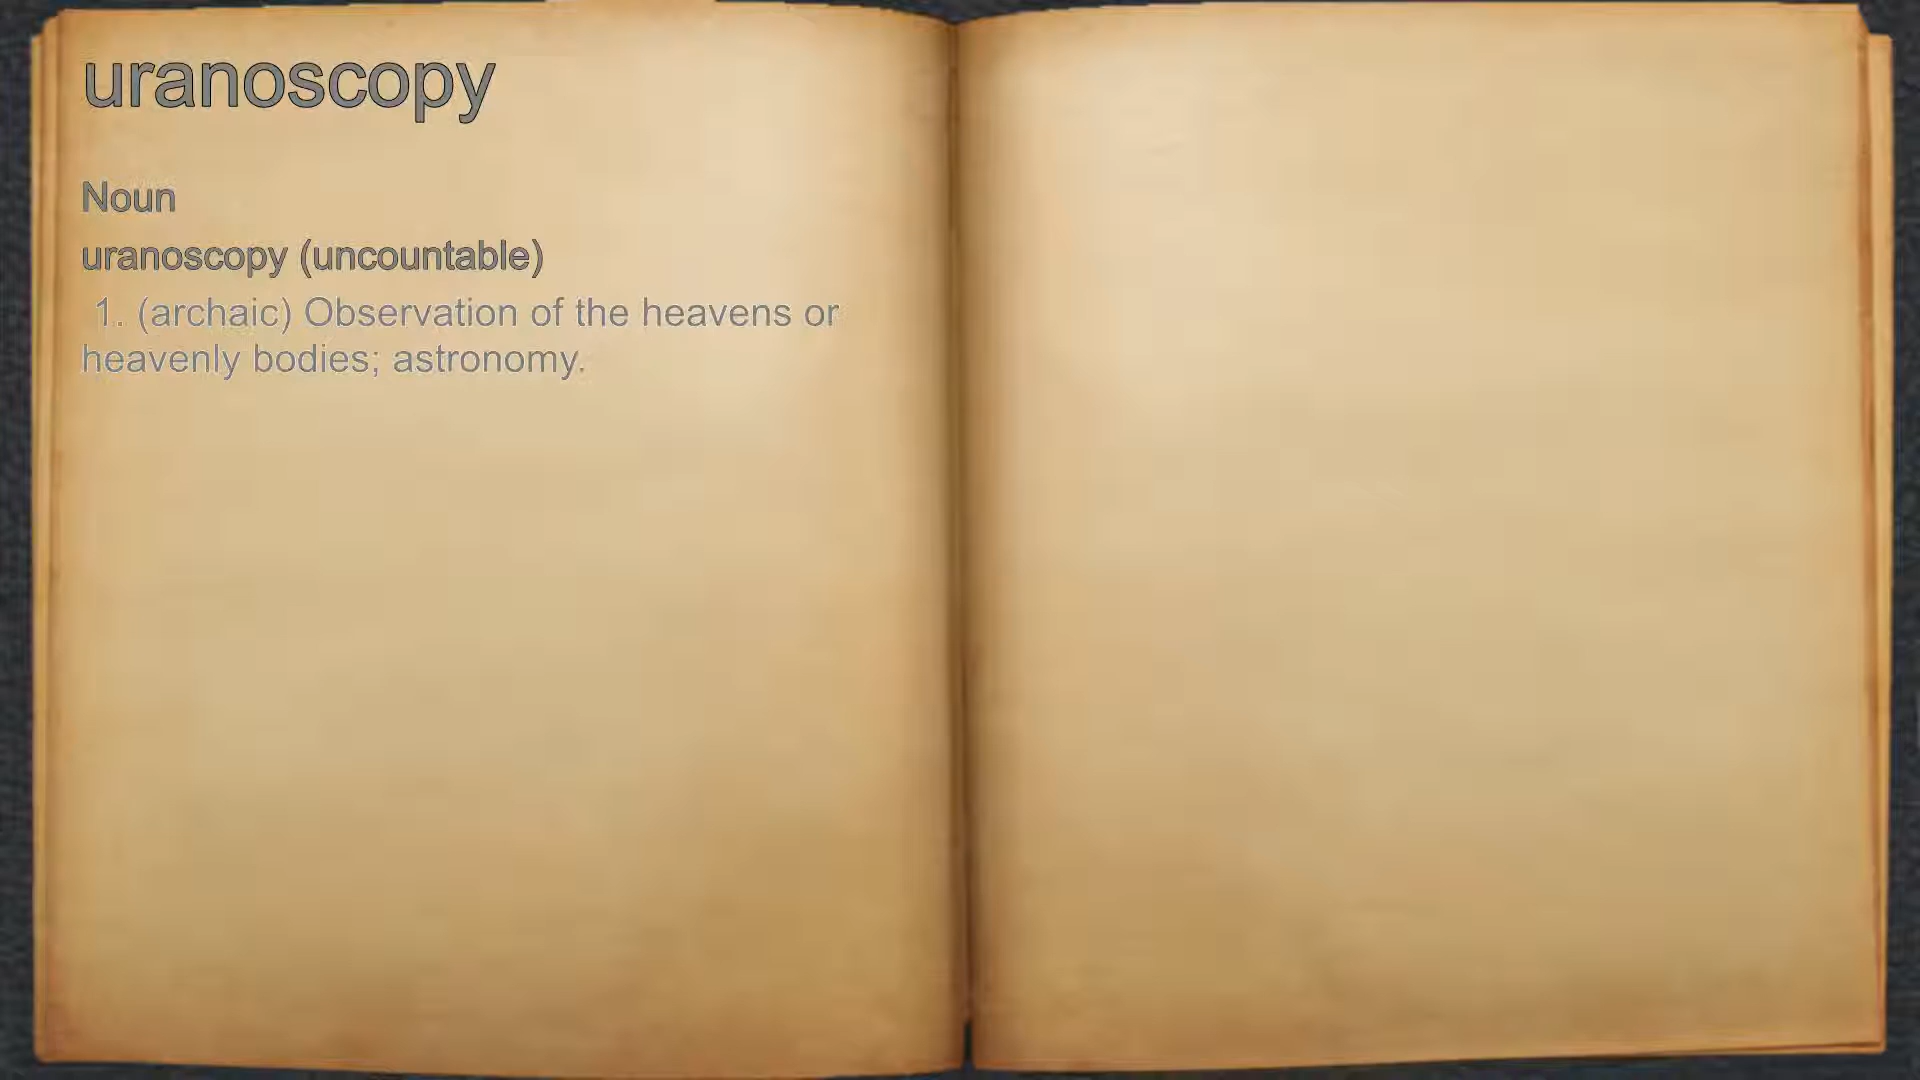 uranoscopy
Noun
uranoscopy (uncountable)
1. (archaic) Observation of the heavens or
heavenly bodies; astronomy.